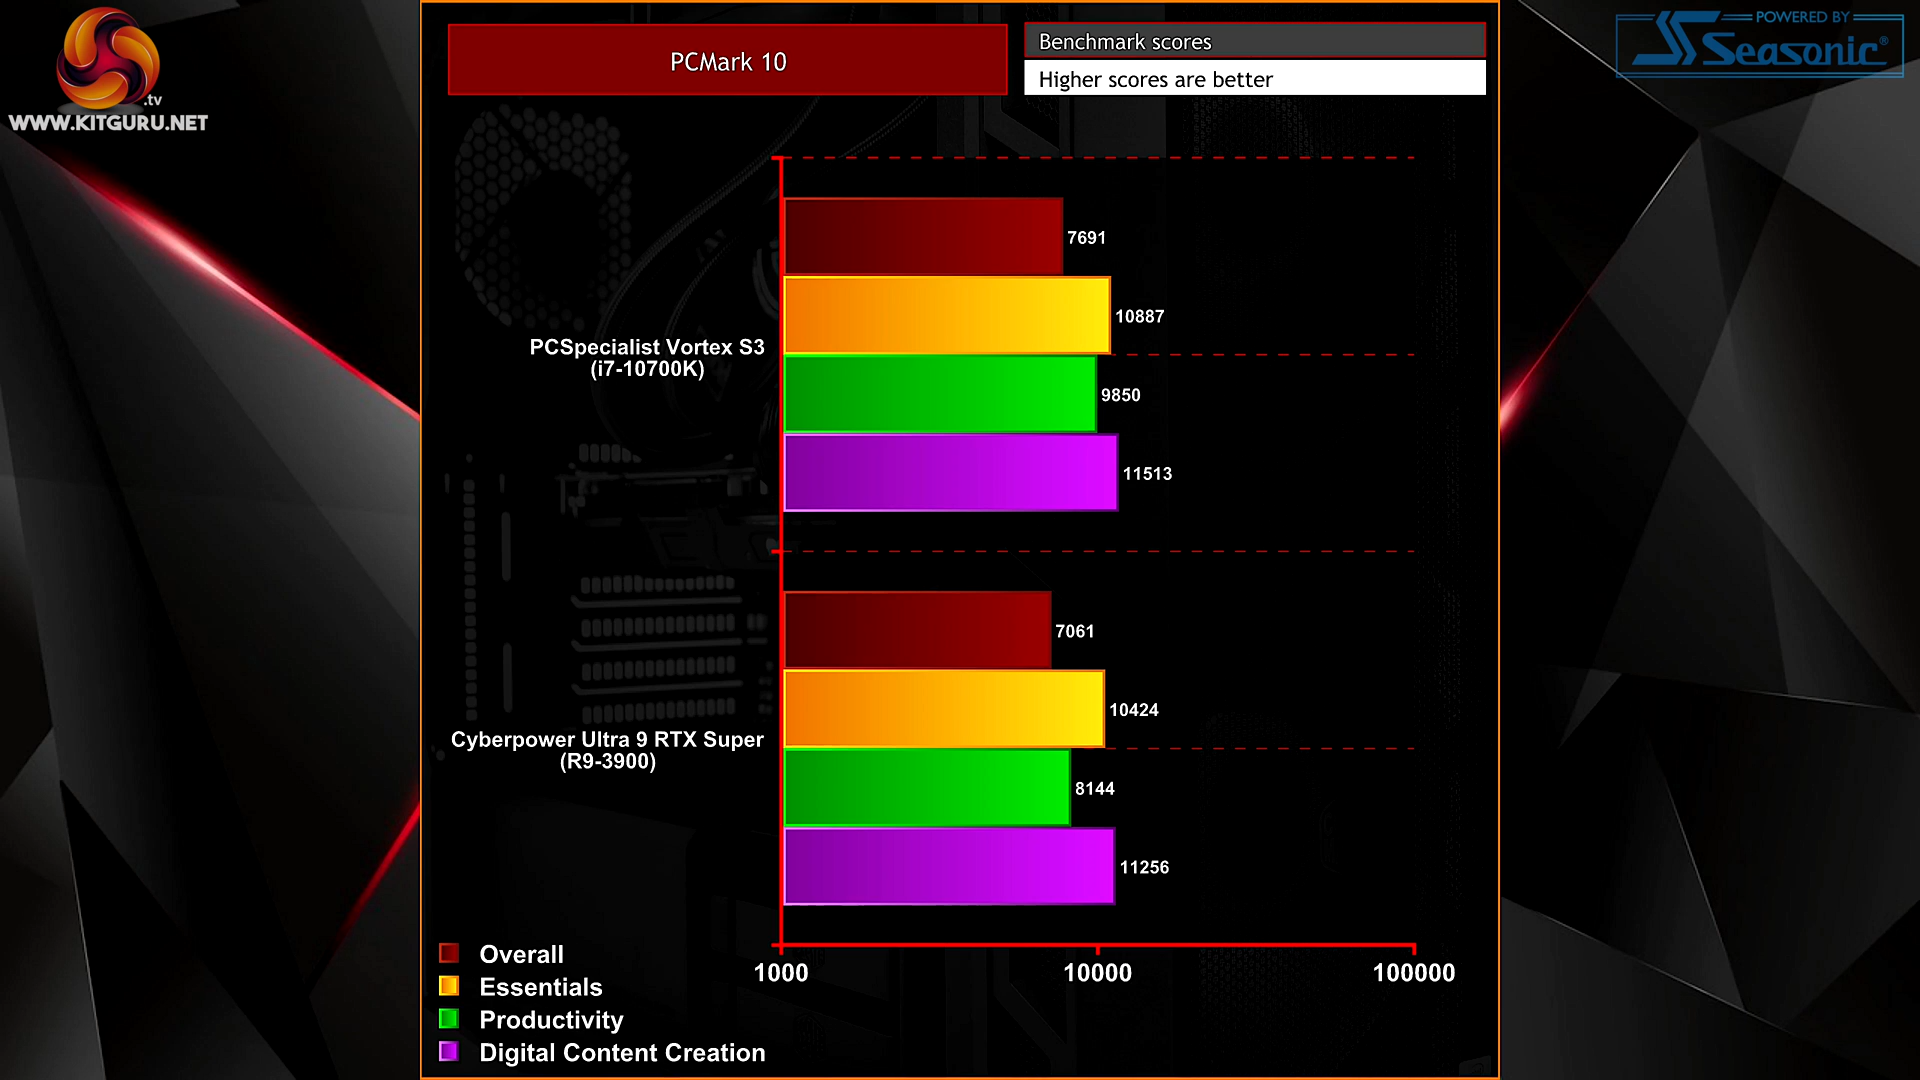 .tv
WWW.KITGURU.NET
POWERED BY
Seasonic®
PCMark 10
Benchmark scores
Higher scores are better
7691
10887
PCSpecialist Vortex S3
(i7-10700K)
9850
11513
7061
10424
Cyberpower Ultra 9 RTX Super
(R9-3900)
8144
11256
1000 10000 100000
Overall
Essentials
Productivity
Digital Content Creation